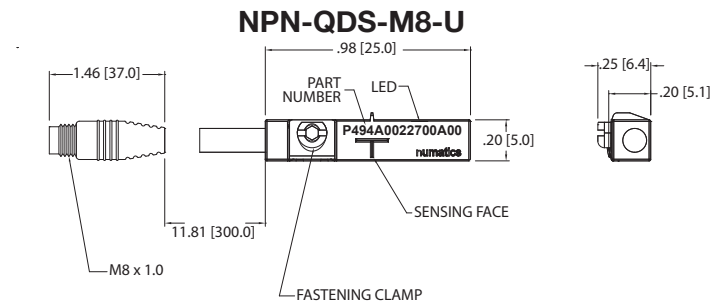 NPN-QDS-M8-U
.98 [25.0]
.25 [6.4]
1.46 [37.0]
PART
NUMBER
LED
.20 [5.1]
P494A0022700A00
numatics
.20 [5.0]
SENSING FACE
11.81 [300.0]
M8 x 1.0
FASTENING CLAMP